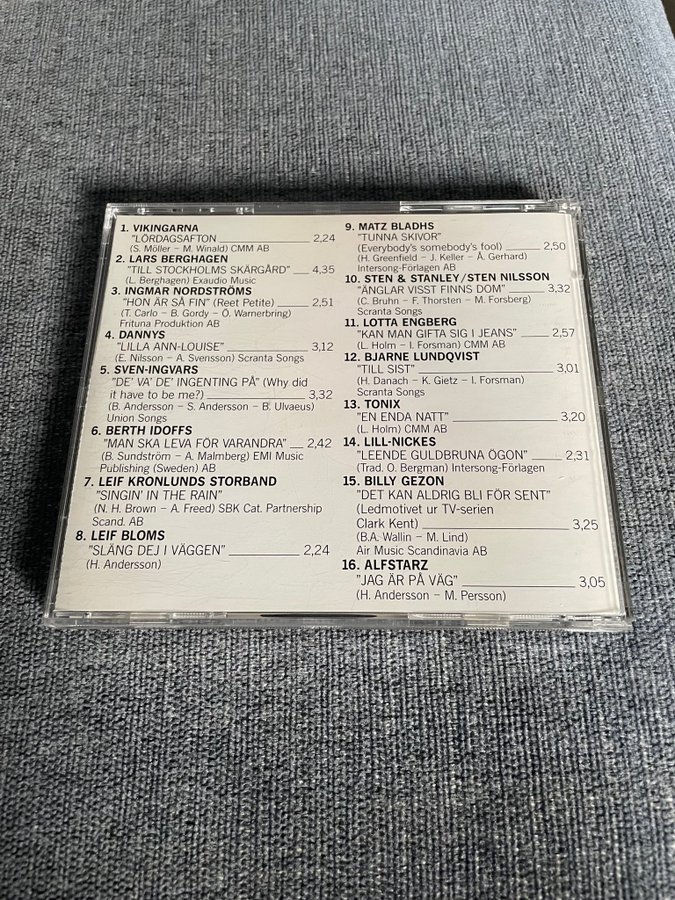 1. VIKINGARNA
"LÖRDAGSAFTON 2,24
(S. Möller – M. Winald) CMM AB
2. LARS BERGHAGEN
"TILL STOCKHOLMS SKÄRGÅRD" 4,35
(L. Berghagen) Exaudio Music
3. INGMAR NORDSTRÖMS
"HON ÄR SÅ FIN" (Reet Petite) 2,51
(T. Carlo – B. Gordy – Ö. Warnerbring)
Frituna Produktion AB
4. DANNYS
"LILLA ANN-LOUISE" 3,12
(E. Nilsson – A. Svensson) Scranta Songs
5. SVEN-INGVARS
"DE' VA' DE' INGENTING PÅ" (Why did
it have to be me?) 3,32
(B. Andersson – S. Andersson – B. Ulvaeus)
Union Songs
6. BERTH IDOFFS
"MAN SKA LEVA FÖR VARANDRA" 2,42
(B. Sundström – A. Malmberg) EMI Music
Publishing (Sweden) AB
7. LEIF KRONLUNDS STORBAND
"SINGIN' IN THE RAIN"
(N. H. Brown – A. Freed) SBK Cat. Partnership
Scand. AB
8. LEIF BLOMS
"SLÄNG DEJ I VÄGGEN" 2,24
(H. Andersson)
9. MATZ BLADHS
"TUNNA SKIVOR"
(Everybody's somebody's fool) 2,50
(H. Greenfield – J. Keller – Å. Gerhard)
Intersong-Förlagen AB
10. STEN & STANLEY/STEN NILSSON
"ÄNGLAR VISST FINNS DOM" 3,32
(C. Bruhn – F. Thorsten – M. Forsberg)
Scranta Songs
11. LOTTA ENGBERG
"KAN MAN GIFTA SIG I JEANS" 2,57
(L. Holm – I. Forsman) CMM AB
12. BJARNE LUNDQVIST
"TILL SIST" 3,01
(H. Danach – K. Gietz – I. Forsman)
Scranta Songs
13. TONIX
"EN ENDA NATT" 3,20
(L. Holm) CMM AB
14. LILL-NICKES
"LEENDE GULDBRUNA ÖGON" 2,31
(Trad. O. Bergman) Intersong-Förlagen
15. BILLY GEZON
"DET KAN ALDRIG BLI FÖR SENT"
(Ledmotivet ur TV-serien
Clark Kent) 3,25
(B.A. Wallin – M. Lind)
Air Music Scandinavia AB
16. ALFSTARZ
"JAG ÄR PÅ VÄG" 3,05
(H. Andersson – M. Persson)